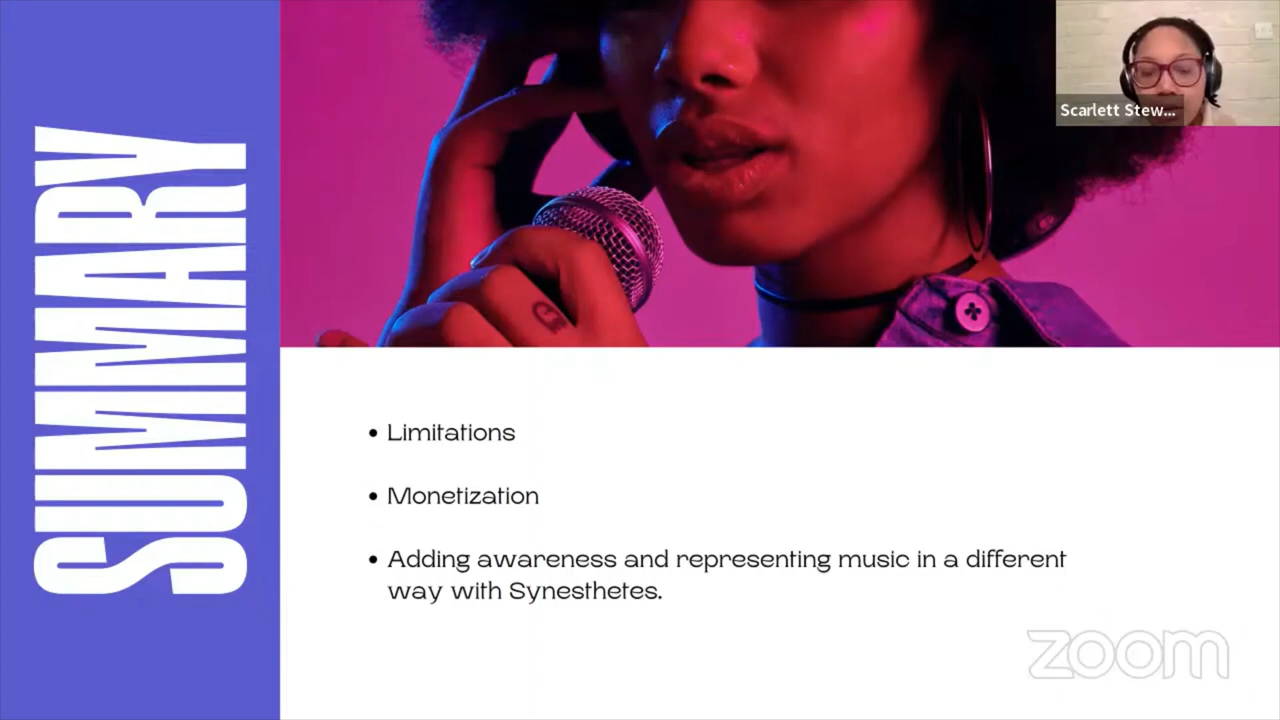 SUMMARY
Scarlett Stew...
• Limitations
• Monetization
• Adding awareness and representing music in a different
way with Synesthetes.
zoom